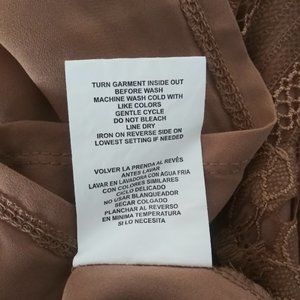 TURN GARMENT INSIDE OUT
BEFORE WASH
MACHINE WASH COLD WITH
LIKE COLORS
GENTLE CYCLE
DO NOT BLEACH
LINE DRY
IRON ON REVERSE SIDE ON
LOWEST SETTING IF NEEDED
VOLVER LA PRENDA AL REVÉS
ANTES LAVAR
LAVAR EN LAVADORA CON AGUA FRIA
CON COLORES SIMILARES
CICLO DELICADO
NO USAR BLANQUEADOR
SECAR COLGADO
PLANCHAR AL REVERSO
EN MINIMA TEMPERATURA
SI LO NECESITA